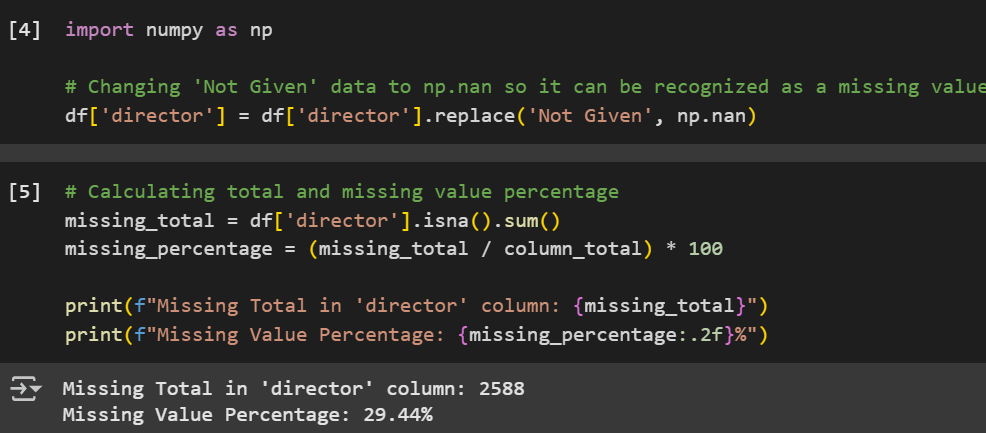 [4] import numpy as np
# Changing 'Not Given' data to np.nan so it can be recognized as a missing value
df['director'] = df['director'].replace('Not Given', np.nan)
[5] # Calculating total and missing value percentage
missing_total = df['director'].isna().sum()
missing_percentage = (missing_total / column_total) * 100
print(f"Missing Total in 'director' column: {missing_total}")
print(f"Missing Value Percentage: {missing_percentage:.2f}%")
Missing Total in 'director' column: 2588
Missing Value Percentage: 29.44%